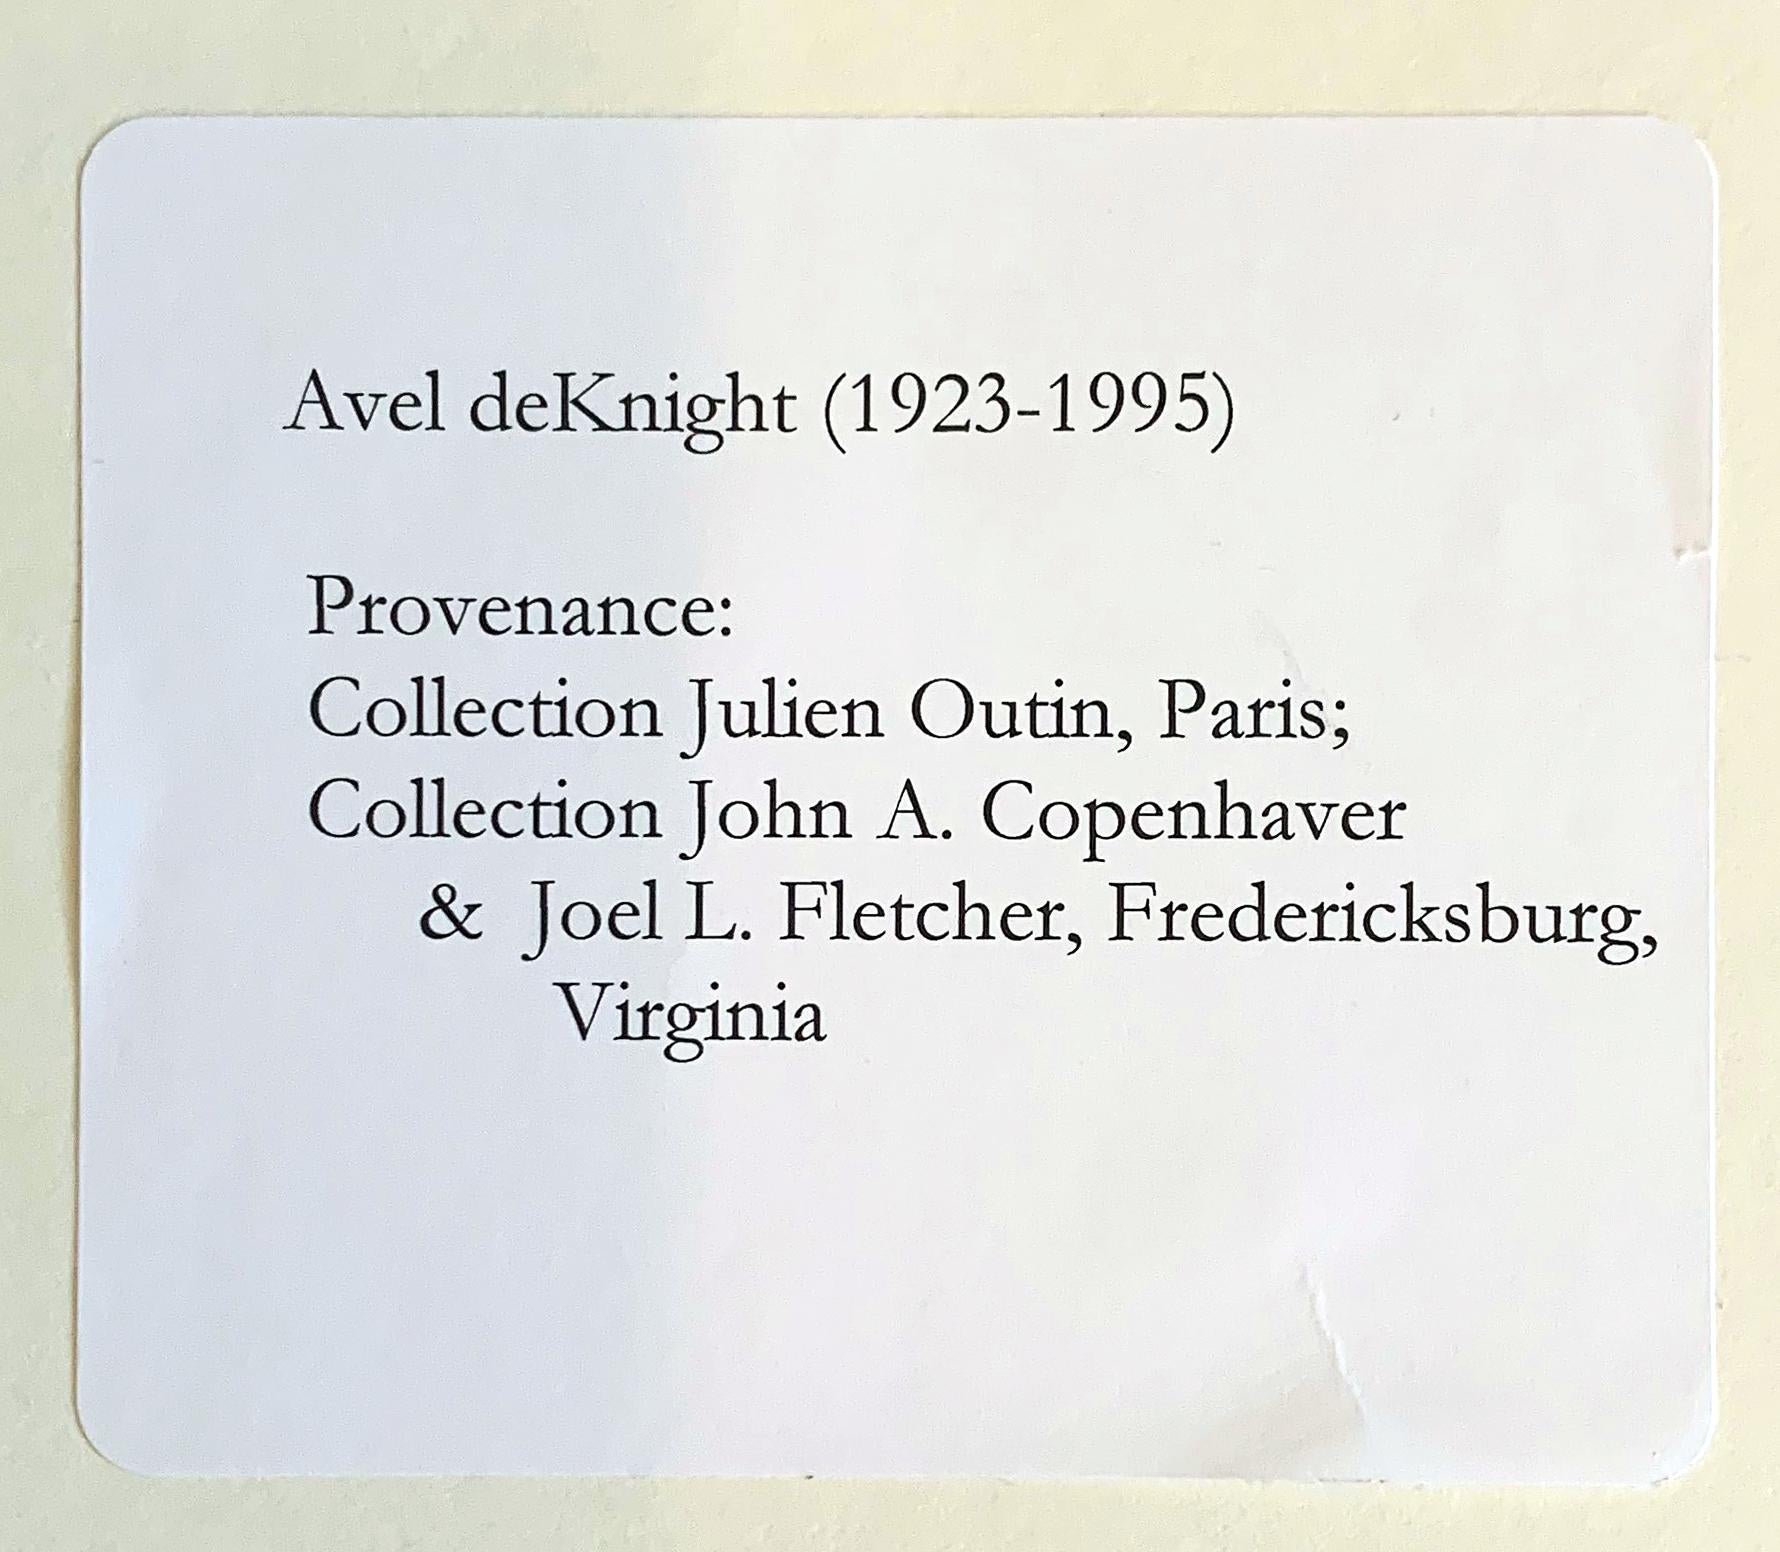 Avel deKnight (1923-1995)
Provenance:
Collection Julien Outin, Paris;
Collection John A. Copenhaver
& Joel L. Fletcher, Fredericksburg,
Virginia